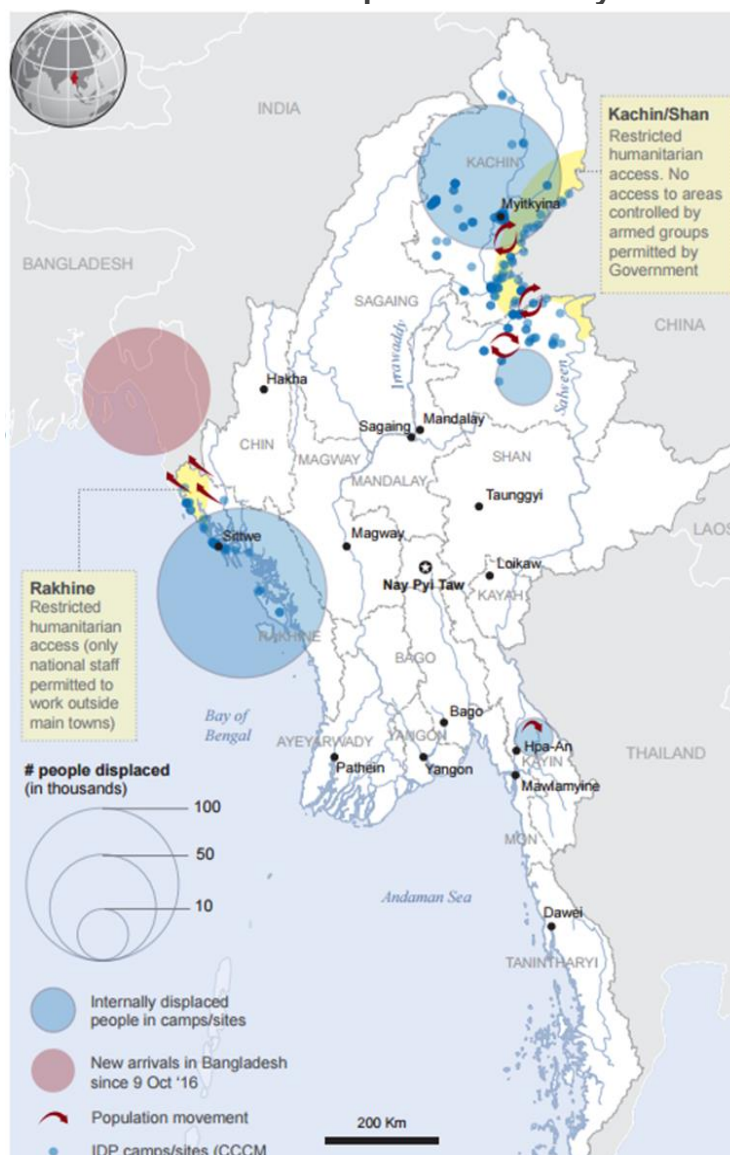 INDIA
Kachin/Shan
Restricted
humanitarian
access. No
access to areas
controlled by
armed groups
permitted by
Government
KACHIN
Myitkyina
BANGLADESH
SAGAING
CHINA
Irrawaddy
Salween
Hakha
Mandalay
Sagaing
CHIN
MAGWAY
SHAN
MANDALAY
Taunggyi
Sittwe
Magway
LAOS
Loikaw
Nay Pyi Taw
KAYAH
Rakhine
Restricted
humanitarian
access (only
national staff
permitted to
work outside
main towns)
RAKHINE
BAGO
Bay of
Bengal
Bago
AYEYARWADY
YANGON
Hpa-An
THAILAND
KAYIN
Pathein
Yangon
Mawlamyine
# people displaced
(in thousands)
100
50
10
MON
Andaman Sea
Dawei
TANINTHARYI
Internally displaced
people in camps/sites
New arrivals in Bangladesh
since 9 Oct '16
Population movement
200 Km
IDP camps/sites (CCCM